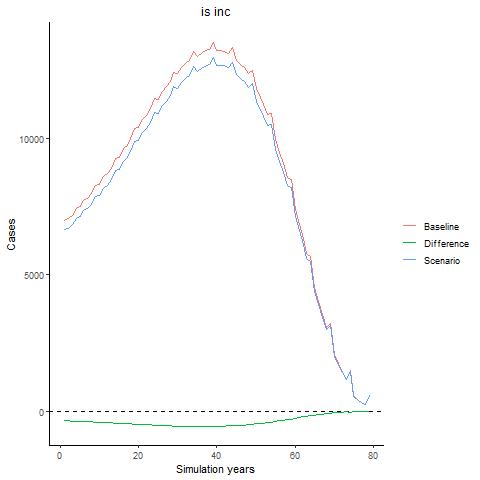 is inc
Cases
10000
5000
0
0
20
40
60
80
Simulation years
Baseline
Difference
Scenario